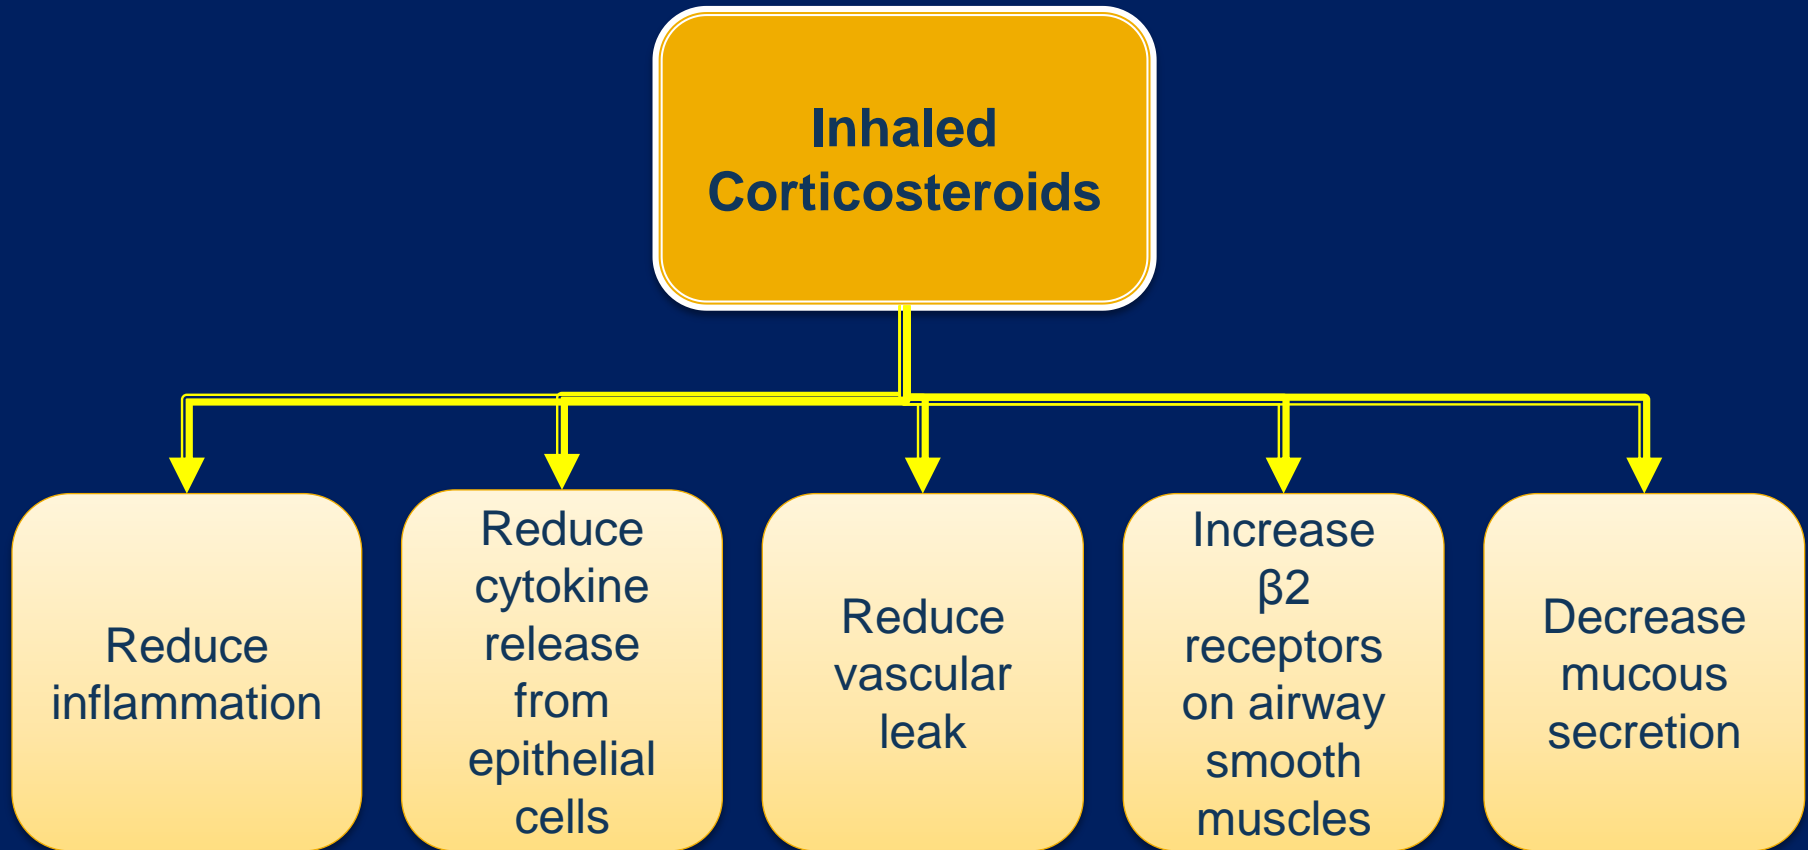 Inhaled
Corticosteroids
Reduce
inflammation
Reduce
cytokine
release
from
epithelial
cells
Reduce
vascular
leak
Increase
β2
receptors
on airway
smooth
muscles
Decrease
mucous
secretion